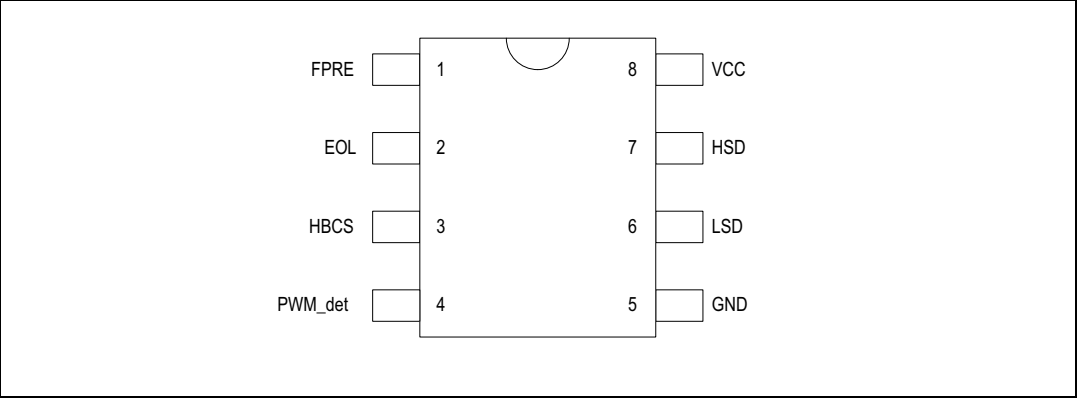 FPRE 1 8 VCC
EOL 2 7 HSD
HBCS 3 6 LSD
PWM_det 4 5 GND